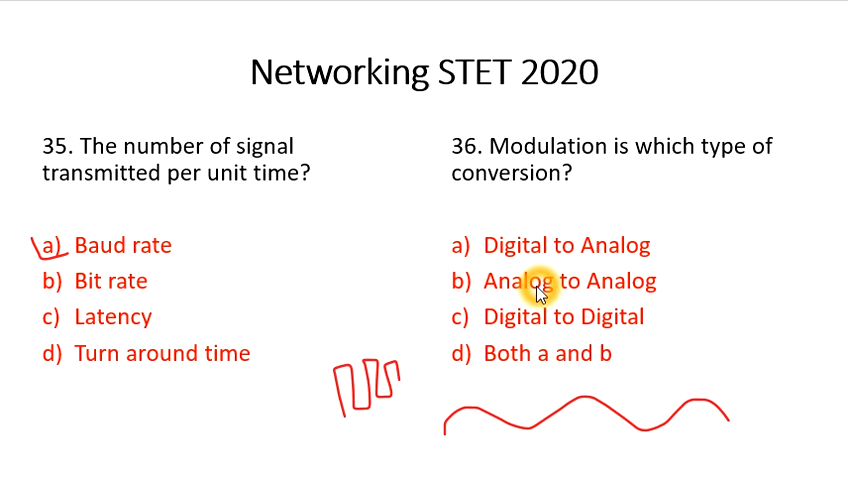 Networking STET 2020
35. The number of signal
transmitted per unit time?
a) Baud rate
b) Bit rate
c) Latency
d) Turn around time
36. Modulation is which type of
conversion?
a) Digital to Analog
b) Analog to Analog
c) Digital to Digital
d) Both a and b